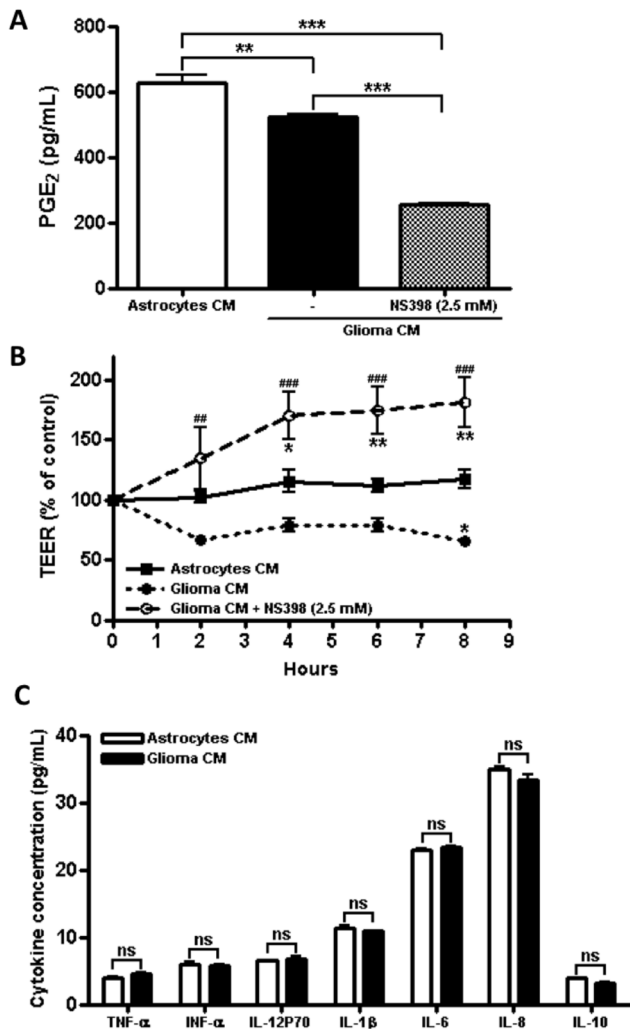 A
PGE2 (pg/mL)
800
600
400
200
0
***
**
***
Astrocytes CM
-
NS398 (2.5 mM)
Glioma CM
B
TEER (% of control)
200
150
100
50
0
##
###
###
###
*
**
**
*
Astrocytes CM
Glioma CM
Glioma CM + NS398 (2.5 mM)
0 1 2 3 4 5 6 7 8 9
Hours
C
Cytokine concentration (pg/mL)
40
30
20
10
0
Astrocytes CM
Glioma CM
ns
ns
ns
ns
ns
ns
ns
TNF-α INF-α IL-12P70 IL-1β IL-6 IL-8 IL-10